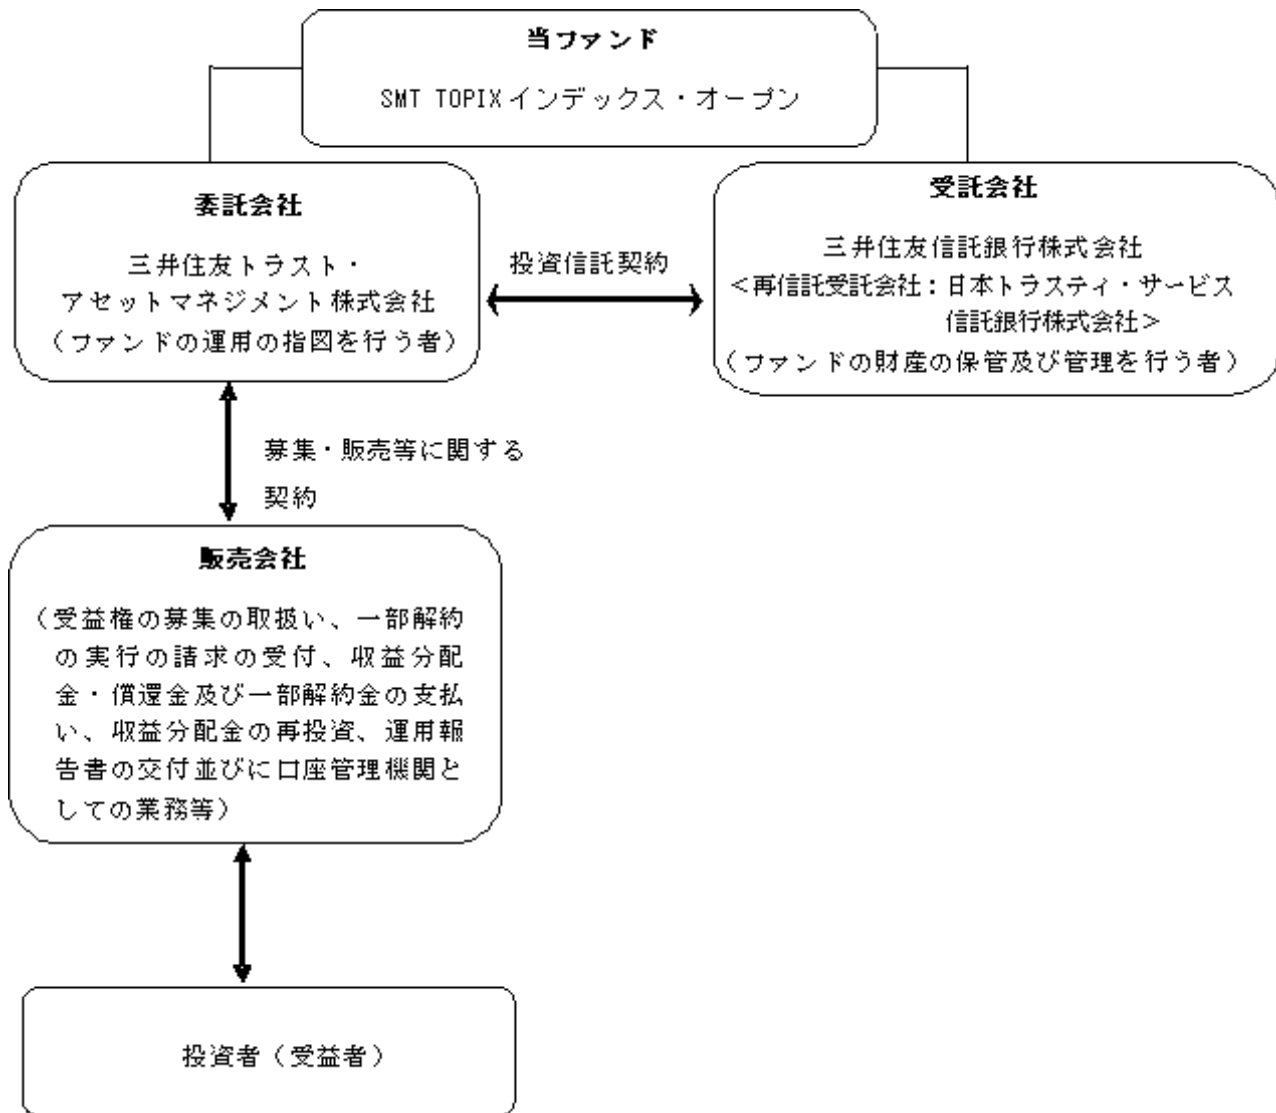 当ファンド
SMT TOPIXインデックス・オープン
委託会社
三井住友トラスト・
アセットマネジメント株式会社
（ファンドの運用の指図を行う者）
投資信託契約
受託会社
三井住友信託銀行株式会社
＜再信託受託会社：日本トラスティ・サービス
信託銀行株式会社＞
（ファンドの財産の保管及び管理を行う者）
募集・販売等に関する
契約
販売会社
（受益権の募集の取扱い、一部解約
の実行の請求の受付、収益分配
金・償還金及び一部解約金の支払
い、収益分配金の再投資、運用報
告書の交付並びに口座管理機関と
しての業務等）
投資者（受益者）